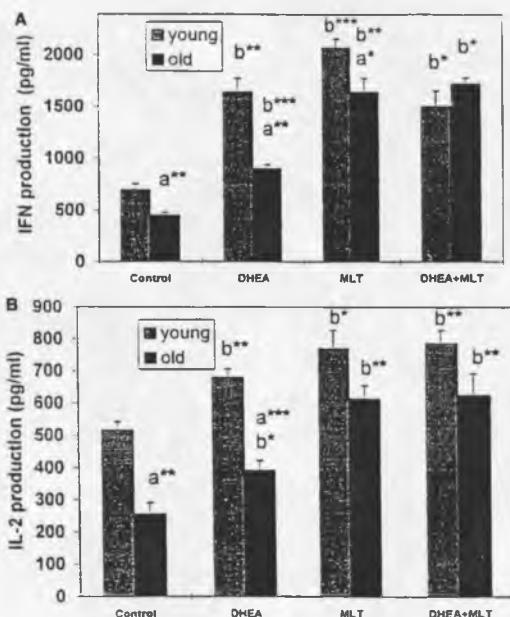 A
IFN production (pg/ml)
2000
1500
1000
500
0
young
old
a**
b**
b***
a**
b***
b**
a*
b*
b*
Control
DHEA
MLT
DHEA+MLT
B
IL-2 production (pg/ml)
900
800
700
600
500
400
300
200
100
0
young
old
a**
b**
a***
b*
b*
b**
b**
b**
Control
DHEA
MLT
DHEA+MLT